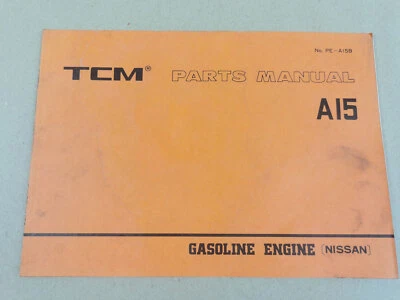 No. PE-A15B
TCM® PARTS MANUAL
A15
GASOLINE ENGINE [NISSAN]